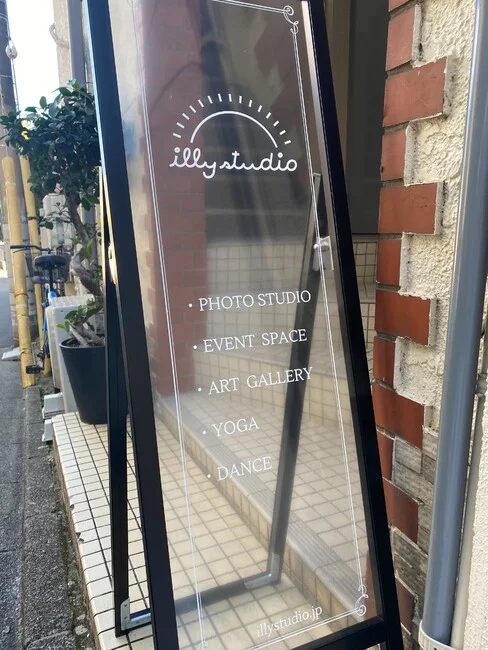 illy studio
・PHOTO STUDIO
・EVENT SPACE
・ART GALLERY
・YOGA
・DANCE
illystudio.jp